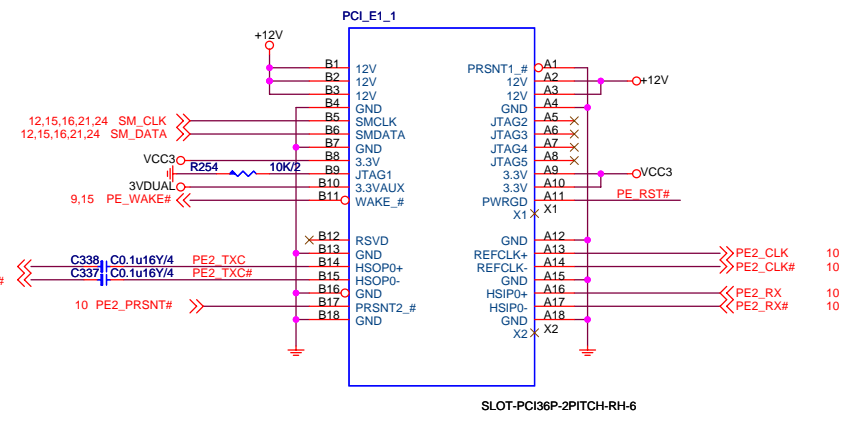 PCI_E1_1
+12V
B1 12V PRSNT1_# A1
B2 12V 12V A2 +12V
B3 12V 12V A3
B4 GND GND A4
12,15,16,21,24 SM_CLK B5 SMCLK JTAG2 A5
12,15,16,21,24 SM_DATA B6 SMDATA JTAG3 A6
B7 GND JTAG4 A7
VCC3 B8 3.3V JTAG5 A8
R254 10K/2 B9 JTAG1 3.3V A9 VCC3
3VDUAL B10 3.3VAUX 3.3V A10
9,15 PE_WAKE# B11 WAKE_# PWRGD A11 PE_RST#
X1 X1
B12 RSVD GND A12
B13 GND REFCLK+ A13 PE2_CLK 10
C338 C0.1u16Y/4 PE2_TXC B14 HSOP0+ REFCLK- A14 PE2_CLK# 10
# C337 C0.1u16Y/4 PE2_TXC# B15 HSOP0- GND A15
B16 GND HSIP0+ A16 PE2_RX 10
10 PE2_PRSNT# B17 PRSNT2_# HSIP0- A17 PE2_RX# 10
B18 GND GND A18
X2 X2
SLOT-PCI36P-2PITCH-RH-6